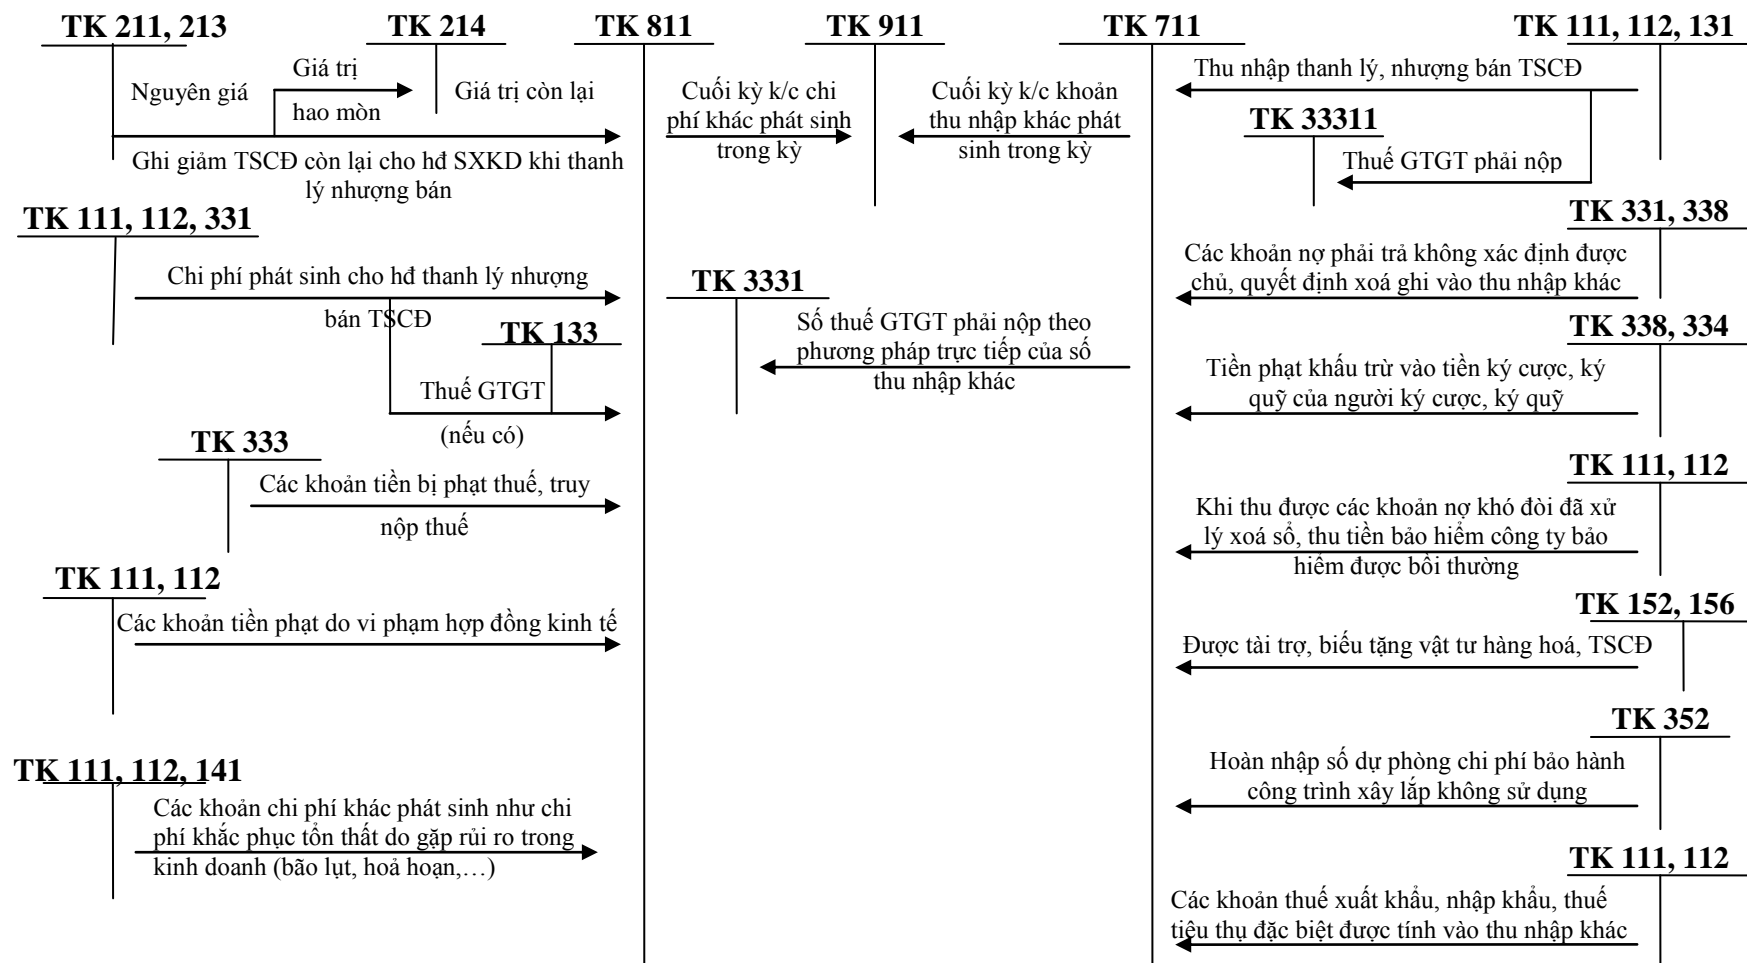 TK 211, 213
TK 214
TK 811
TK 911
TK 711
TK 111, 112, 131
Nguyên giá
Giá trị
hao mòn
Giá trị còn lại
Ghi giảm TSCĐ còn lại cho hđ SXKD khi thanh
lý nhượng bán
Cuối kỳ k/c chi
phí khác phát sinh
trong kỳ
Cuối kỳ k/c khoản
thu nhập khác phát
sinh trong kỳ
Thu nhập thanh lý, nhượng bán TSCĐ
TK 33311
Thuế GTGT phải nộp
TK 111, 112, 331
Chi phí phát sinh cho hđ thanh lý nhượng
bán TSCĐ
TK 133
Thuế GTGT
(nếu có)
TK 3331
Số thuế GTGT phải nộp theo
phương pháp trực tiếp của số
thu nhập khác
TK 331, 338
Các khoản nợ phải trả không xác định được
chủ, quyết định xoá ghi vào thu nhập khác
TK 338, 334
Tiền phạt khấu trừ vào tiền ký cược, ký
quỹ của người ký cược, ký quỹ
TK 333
Các khoản tiền bị phạt thuế, truy
nộp thuế
TK 111, 112
Khi thu được các khoản nợ khó đòi đã xử
lý xoá sổ, thu tiền bảo hiểm công ty bảo
hiểm được bồi thường
TK 111, 112
Các khoản tiền phạt do vi phạm hợp đồng kinh tế
TK 152, 156
Được tài trợ, biếu tặng vật tư hàng hoá, TSCĐ
TK 352
Hoàn nhập số dự phòng chi phí bảo hành
công trình xây lắp không sử dụng
TK 111, 112, 141
Các khoản chi phí khác phát sinh như chi
phí khắc phục tổn thất do gặp rủi ro trong
kinh doanh (bão lụt, hoả hoạn,…)
TK 111, 112
Các khoản thuế xuất khẩu, nhập khẩu, thuế
tiêu thụ đặc biệt được tính vào thu nhập khác